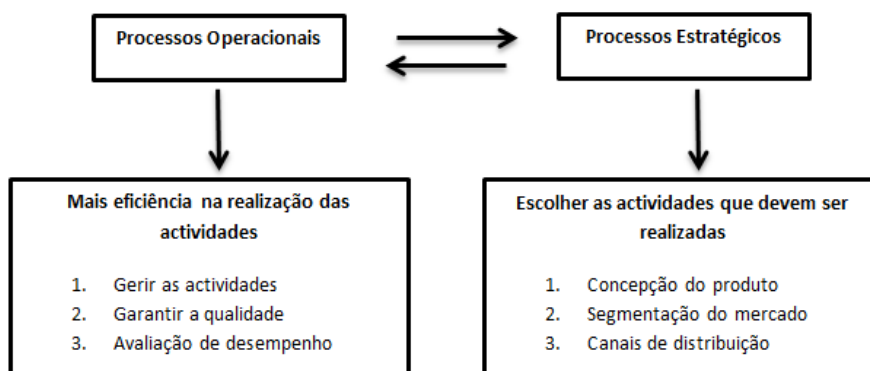 Processos Operacionais
Processos Estratégicos
Mais eficiência na realização das
actividades
1. Gerir as actividades
2. Garantir a qualidade
3. Avaliação de desempenho
Escolher as actividades que devem ser
realizadas
1. Concepção do produto
2. Segmentação do mercado
3. Canais de distribuição